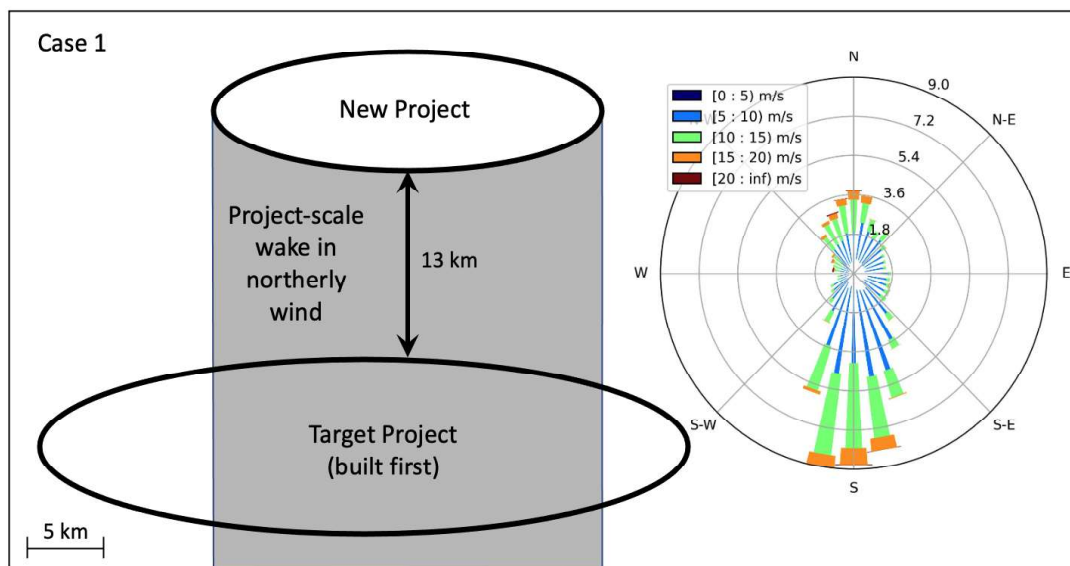 Case 1
New Project
Project-scale
wake in
northerly
wind
13 km
Target Project
(built first)
5 km
N
N-E
E
S-E
S
S-W
W
[0 : 5) m/s
[5 : 10) m/s
[10 : 15) m/s
[15 : 20) m/s
[20 : inf) m/s
9.0
7.2
5.4
3.6
1.8